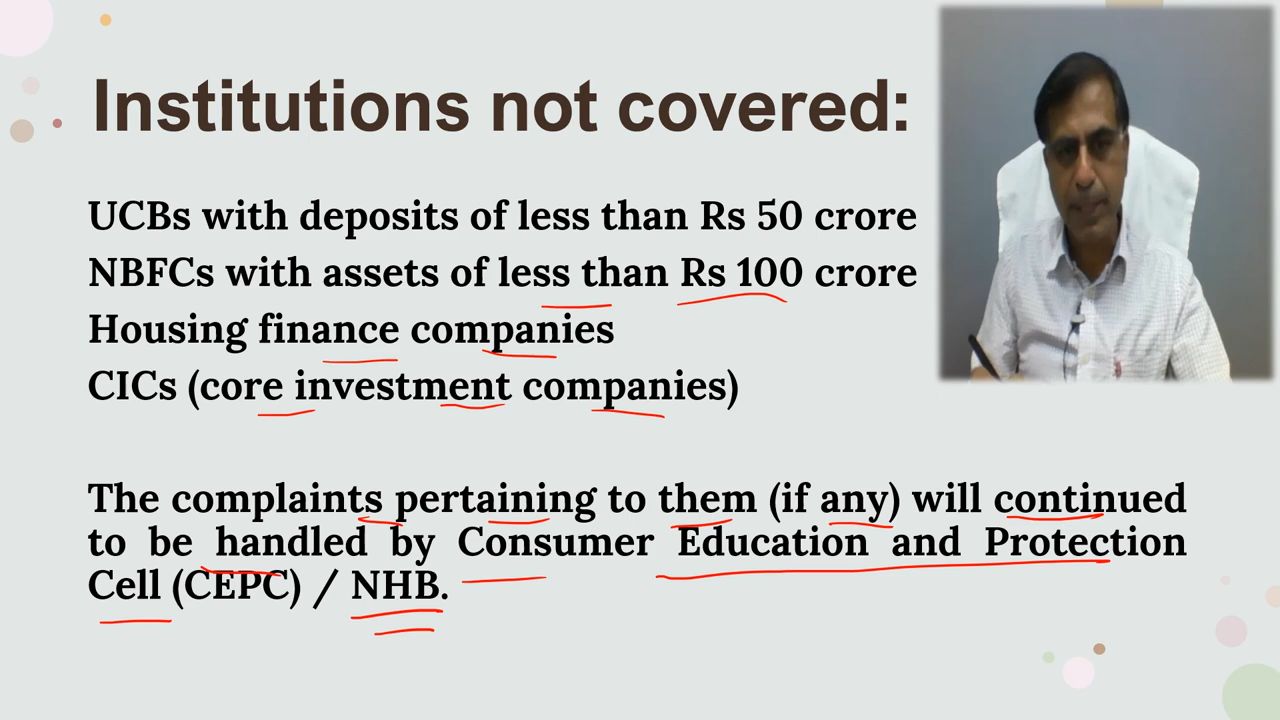 Institutions not covered:
UCBs with deposits of less than Rs 50 crore
NBFCs with assets of less than Rs 100 crore
Housing finance companies
CICs (core investment companies)
The complaints pertaining to them (if any) will continued
to be handled by Consumer Education and Protection
Cell (CEPC) / NHB.